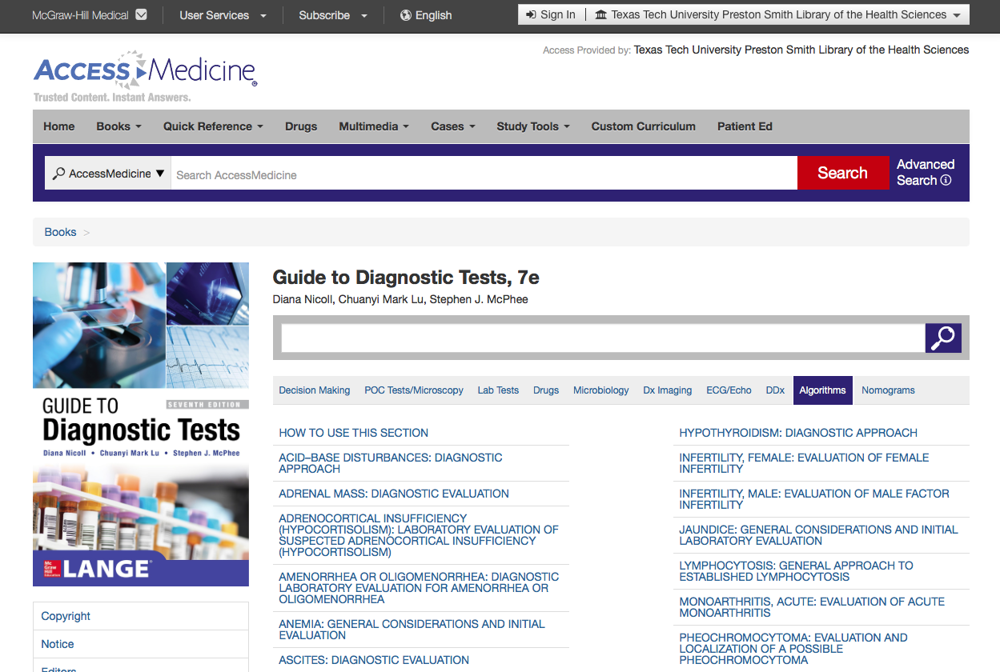 McGraw-Hill Medical
User Services
Subscribe
English
Sign In
Texas Tech University Preston Smith Library of the Health Sciences
Access Provided by: Texas Tech University Preston Smith Library of the Health Sciences
ACCESS Medicine®
Trusted Content. Instant Answers.
Home Books Quick Reference Drugs Multimedia Cases Study Tools Custom Curriculum Patient Ed
AccessMedicine
Search AccessMedicine
Search
Advanced
Search
Books >
GUIDE TO
SEVENTH EDITION
Diagnostic Tests
Diana Nicoll • Chuanyi Mark Lu • Stephen J. McPhee
Mc
Graw
Hill
Education
LANGE®
Copyright
Notice
Editors
Guide to Diagnostic Tests, 7e
Diana Nicoll, Chuanyi Mark Lu, Stephen J. McPhee
Decision Making POC Tests/Microscopy Lab Tests Drugs Microbiology Dx Imaging ECG/Echo DDx Algorithms Nomograms
HOW TO USE THIS SECTION
ACID–BASE DISTURBANCES: DIAGNOSTIC
APPROACH
ADRENAL MASS: DIAGNOSTIC EVALUATION
ADRENOCORTICAL INSUFFICIENCY
(HYPOCORTISOLISM): LABORATORY EVALUATION OF
SUSPECTED ADRENOCORTICAL INSUFFICIENCY
(HYPOCORTISOLISM)
AMENORRHEA OR OLIGOMENORRHEA: DIAGNOSTIC
LABORATORY EVALUATION FOR AMENORRHEA OR
OLIGOMENORRHEA
ANEMIA: GENERAL CONSIDERATIONS AND INITIAL
EVALUATION
ASCITES: DIAGNOSTIC EVALUATION
HYPOTHYROIDISM: DIAGNOSTIC APPROACH
INFERTILITY, FEMALE: EVALUATION OF FEMALE
INFERTILITY
INFERTILITY, MALE: EVALUATION OF MALE FACTOR
INFERTILITY
JAUNDICE: GENERAL CONSIDERATIONS AND INITIAL
LABORATORY EVALUATION
LYMPHOCYTOSIS: GENERAL APPROACH TO
ESTABLISHED LYMPHOCYTOSIS
MONOARTHRITIS, ACUTE: EVALUATION OF ACUTE
MONOARTHRITIS
PHEOCHROMOCYTOMA: EVALUATION AND
LOCALIZATION OF A POSSIBLE
PHEOCHROMOCYTOMA